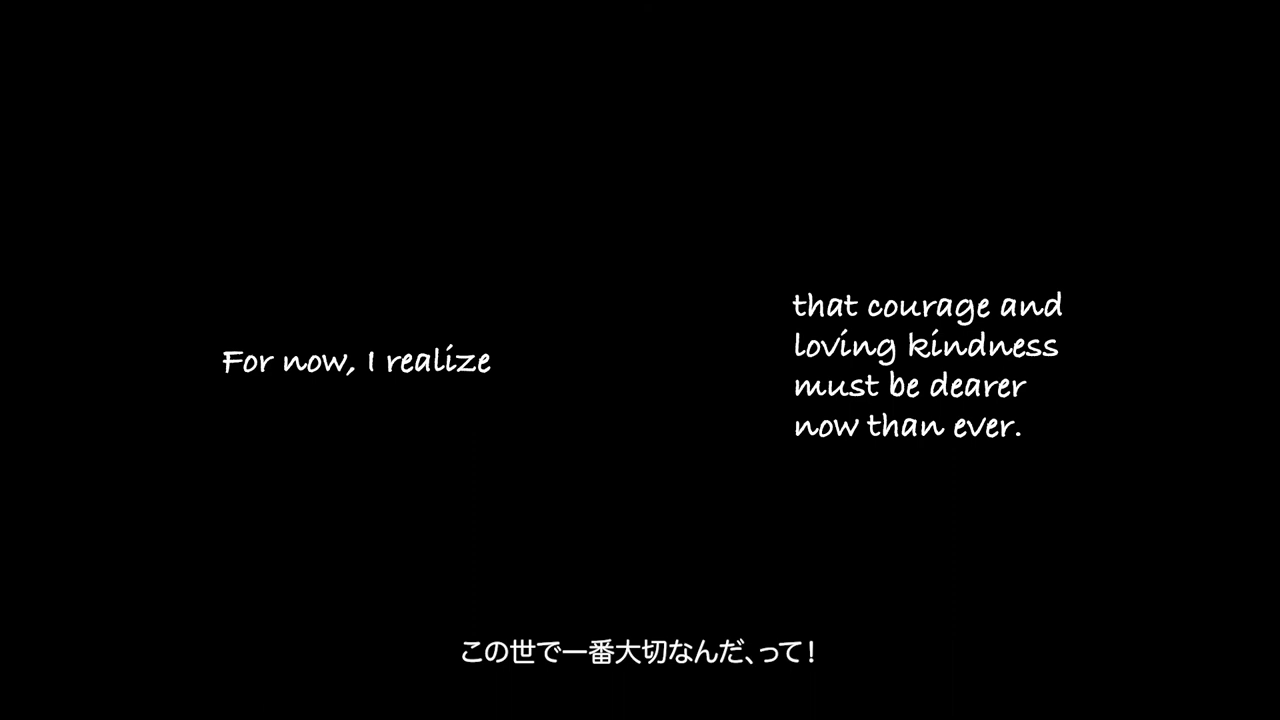 For now, I realize
that courage and
loving kindness
must be dearer
now than ever.
この世で一番大切なんだ、って!